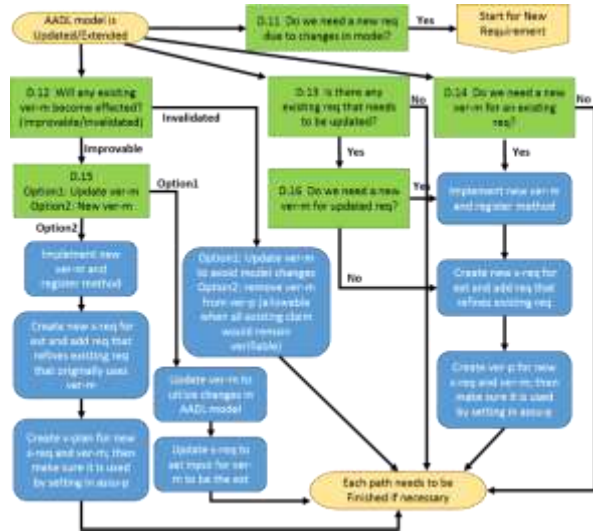 AADL model is
Updated/Extended
D.11 Do we need a new req
due to changes in model?
Yes
Start for New
Requirement
D.12 Will any existing
ver-m become effected?
(improvable/invalidated)
Invalidated
Improvable
D.13 Is there any
existing req that needs
to be updated?
No
Yes
D.14 Do we need a new
ver-m for an existing
req?
No
Yes
D.15
Option1: Update ver-m
Option2: New ver-m
Option1
Option2
D.16 Do we need a new
ver-m for updated req?
Yes
No
Implement new ver-m
and register method
Implement new
ver-m and
register method
Option1: Update ver-m
to avoid model changes
Option2: remove ver-m
from ver-p (allowable
when all existing claim
would remain
verifiable)
Create new s-req for
ext and add req that
refines existing req
Create new s-req for
ext and add req that
refines existing req
that originally uses
ver-m
Update ver-m to
utilize changes in
AADL model
Create ver-p for new
s-req and ver-m; then
make sure it is used
by setting in assu-p
Create v-plan for new
s-req and ver-m; then
make sure it is used
by setting in assu-p
Update s-req to
set input for ver-
m to be the ext
Each path needs to be
Finished if necessary